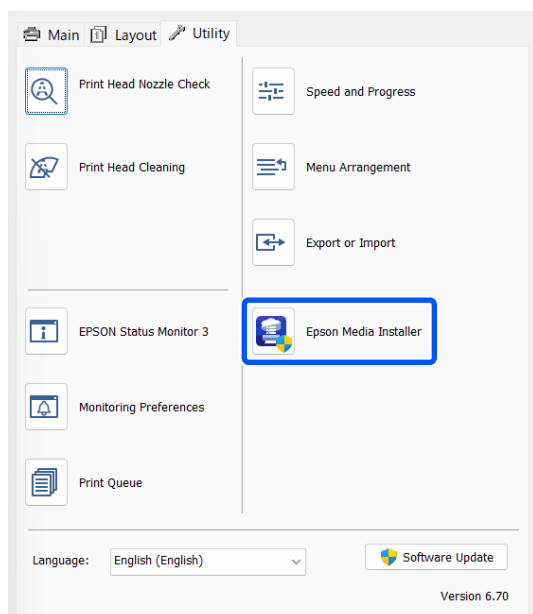 Main
Layout
Utility
Print Head Nozzle Check
Print Head Cleaning
EPSON Status Monitor 3
Monitoring Preferences
Print Queue
Speed and Progress
Menu Arrangement
Export or Import
Epson Media Installer
Language:
English (English)
Software Update
Version 6.70